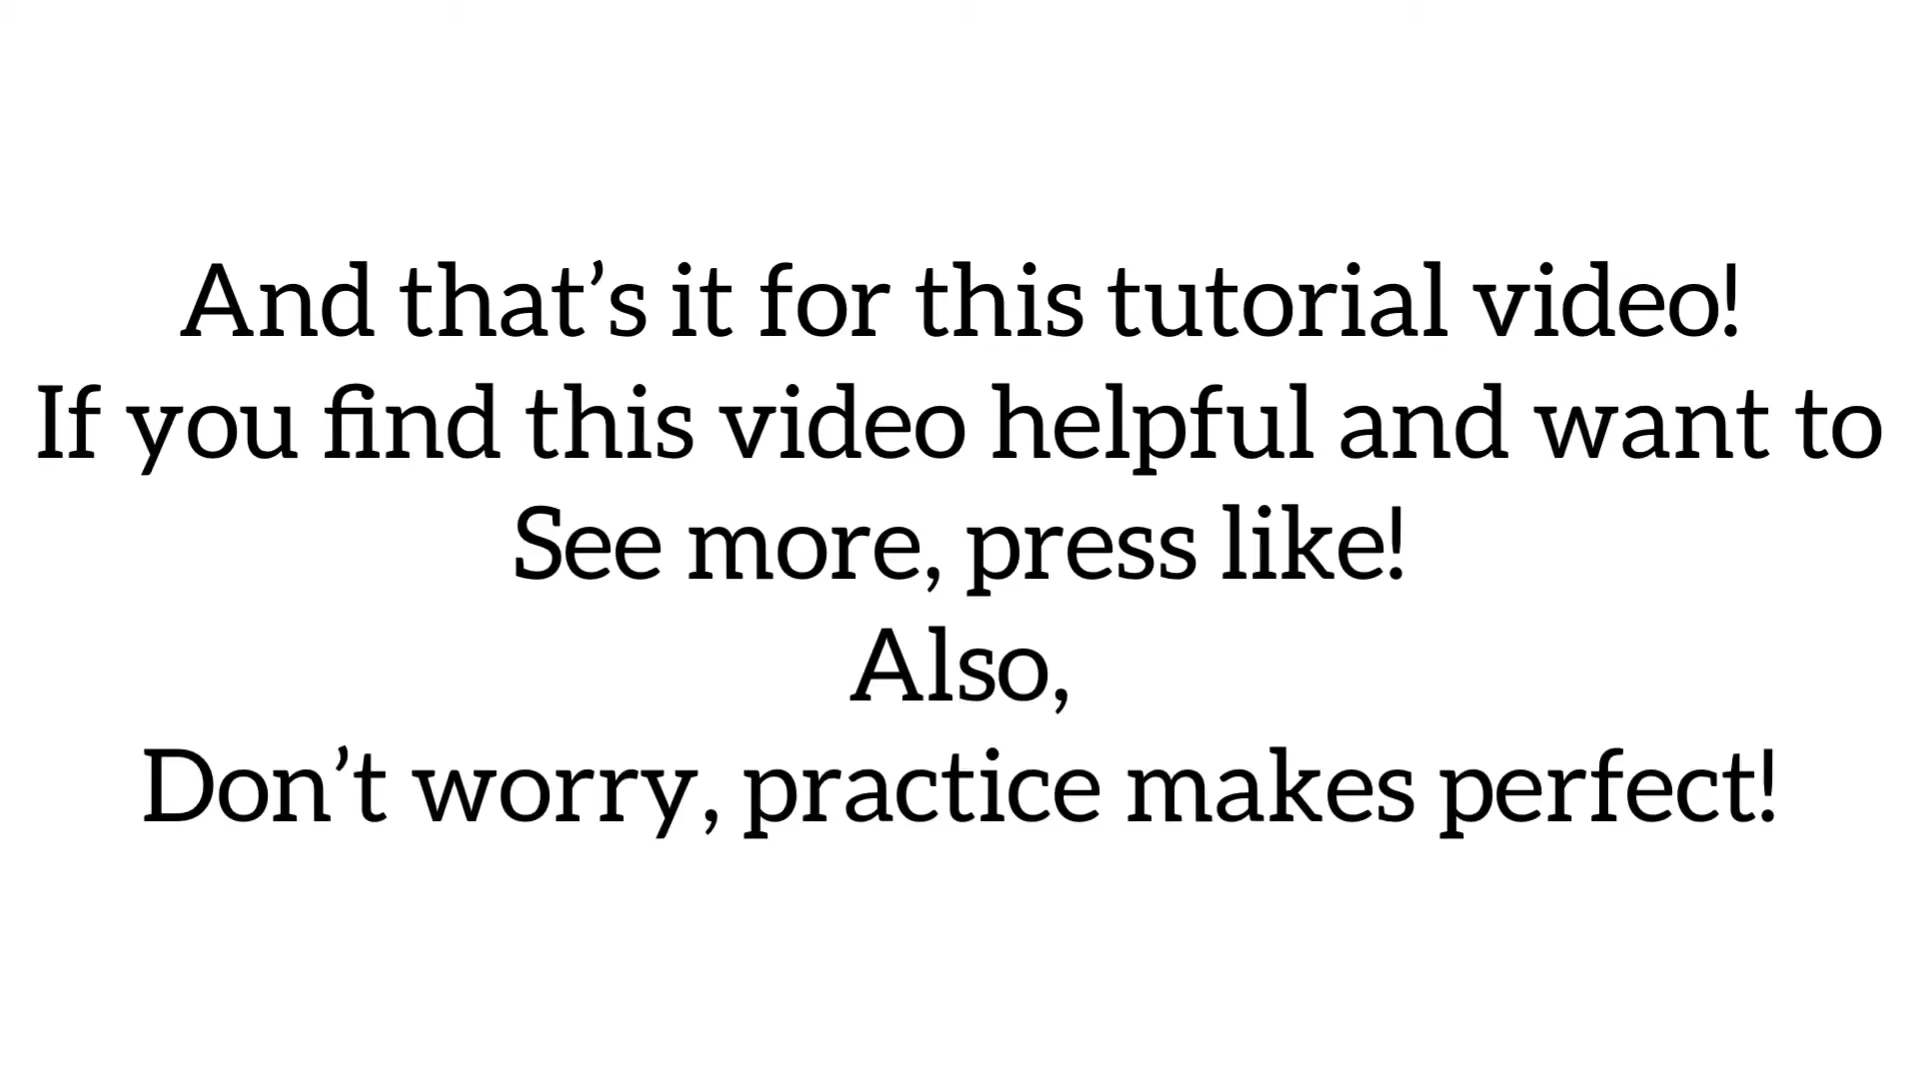 And that’s it for this tutorial video!
If you find this video helpful and want to
See more, press like!
Also,
Don’t worry, practice makes perfect!